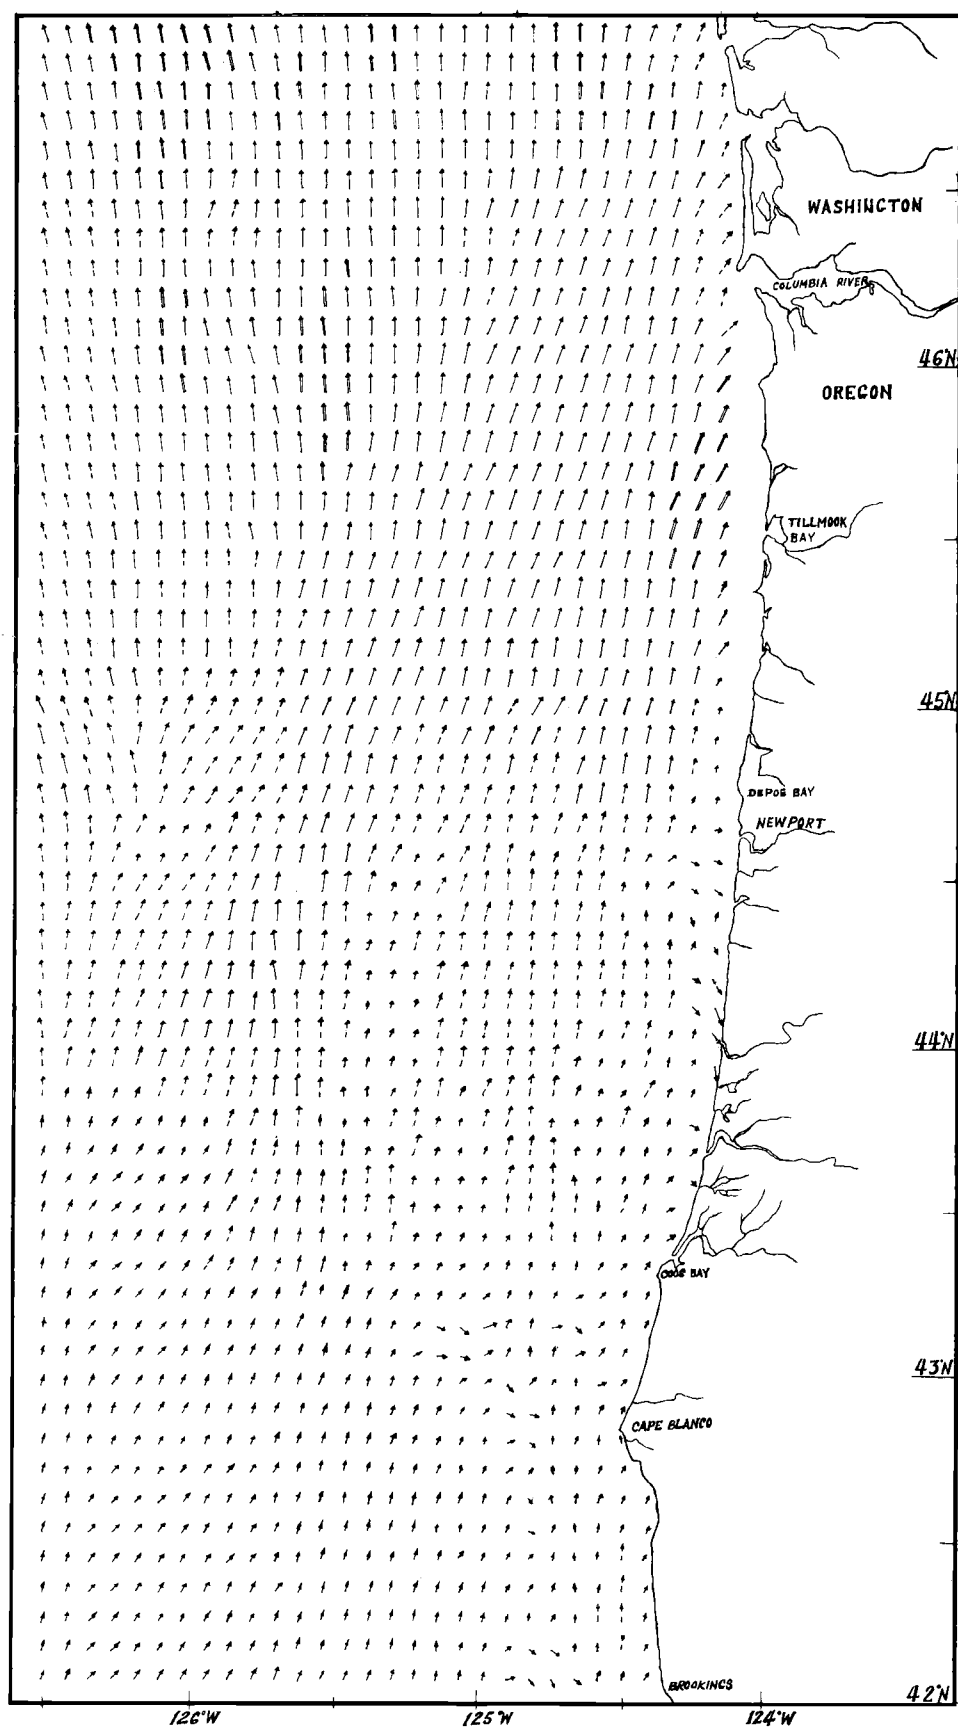 WASHINGTON
COLUMBIA RIVER
46°N
OREGON
TILLMOOK
BAY
45°N
DEPOE BAY
NEWPORT
44°N
COOS BAY
43°N
CAPE BLANCO
BROOKINGS
42°N
126°W
125°W
124°W